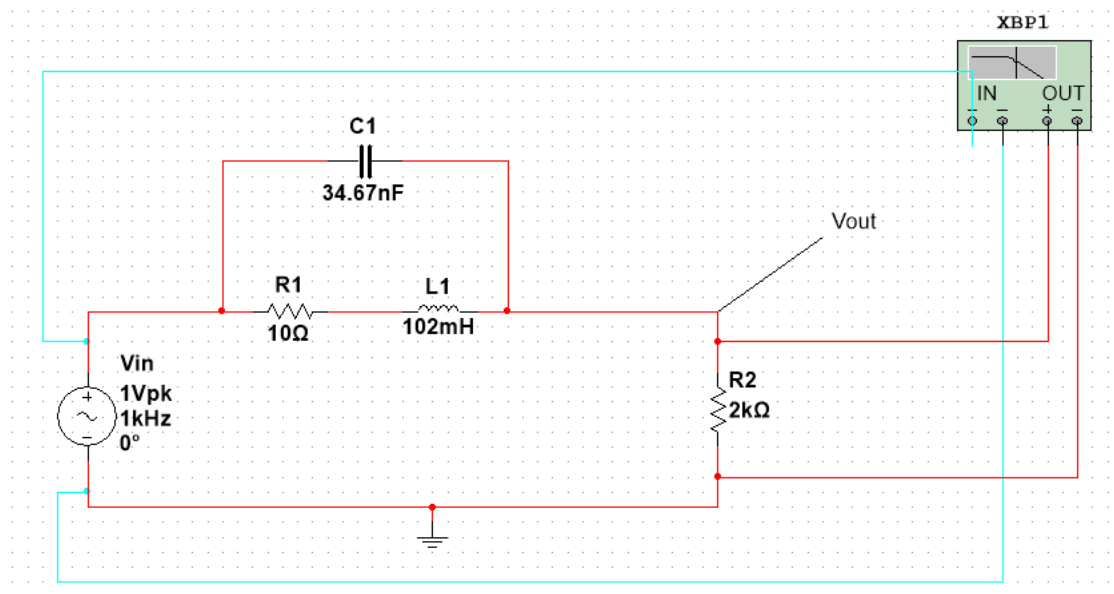 XBP1
IN OUT
+ − + −
C1
34.67nF
Vout
R1
10Ω
L1
102mH
Vin
1Vpk
1kHz
0°
R2
2kΩ